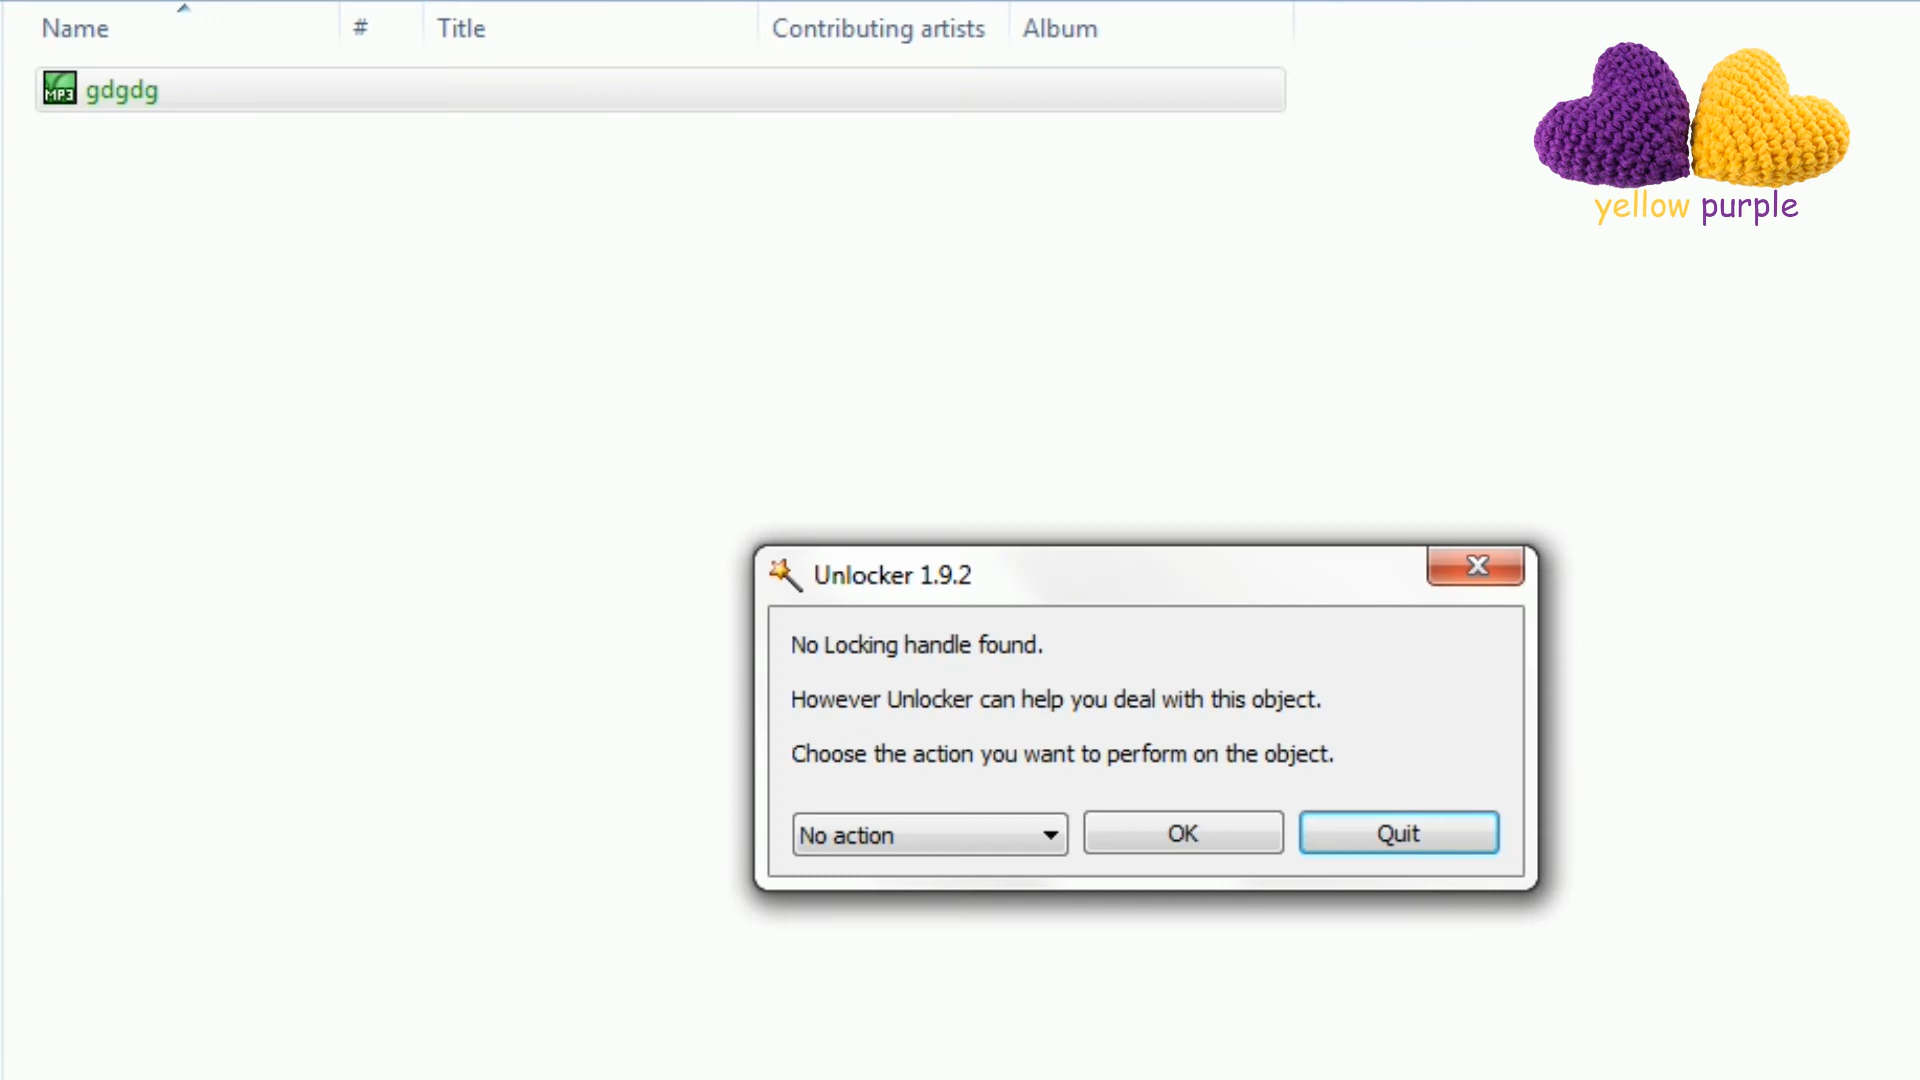 Name # Title Contributing artists Album
MP3 gdgdg
yellow purple
Unlocker 1.9.2
No Locking handle found.
However Unlocker can help you deal with this object.
Choose the action you want to perform on the object.
No action OK Quit